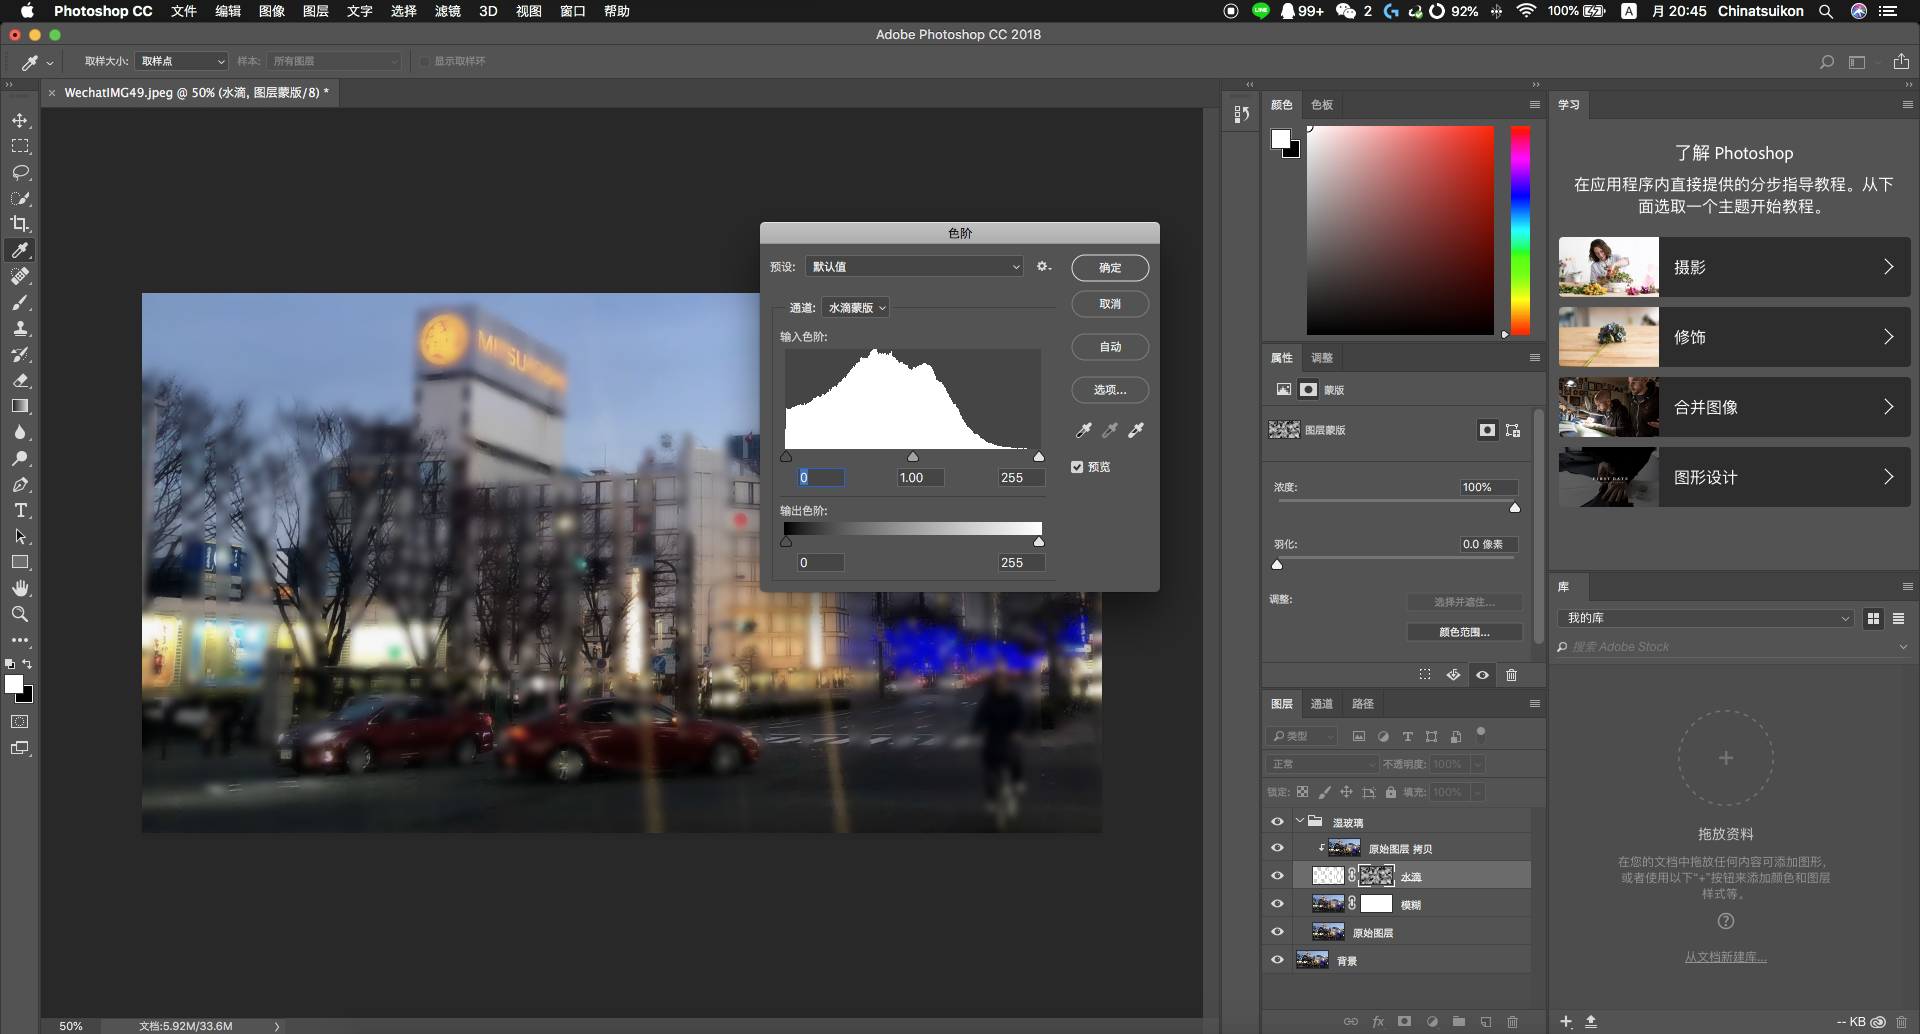 Photoshop CC 文件 编辑 图像 图层 文字 选择 滤镜 3D 视图 窗口 帮助
99+ 2 92% 100% A 月 20:45 Chinatsuikon
Adobe Photoshop CC 2018
取样大小: 取样点 样本: 所有图层 显示取样环
× WechatIMG49.jpeg @ 50% (水滴, 图层蒙版/8) *
色阶
预设: 默认值
确定
取消
通道: 水滴蒙版
输入色阶:
自动
选项...
0 1.00 255
预览
输出色阶:
0 255
颜色 色板
属性 调整
蒙版
图层蒙版
浓度: 100%
羽化: 0.0 像素
调整: 选择并遮住...
颜色范围...
图层 通道 路径
类型
正常 不透明度: 100%
锁定: 填充: 100%
湿玻璃
原始图层 拷贝
水滴
模糊
原始图层
背景
fx
学习
了解 Photoshop
在应用程序内直接提供的分步指导教程。从下
面选取一个主题开始教程。
摄影
修饰
合并图像
FIRST DATE
图形设计
库
我的库
搜索 Adobe Stock
拖放资料
在您的文档中拖放任何内容可添加图形,
或者使用以下“+”按钮来添加颜色和图层
样式等。
从文档新建库...
-- KB
50% 文档:5.92M/33.6M